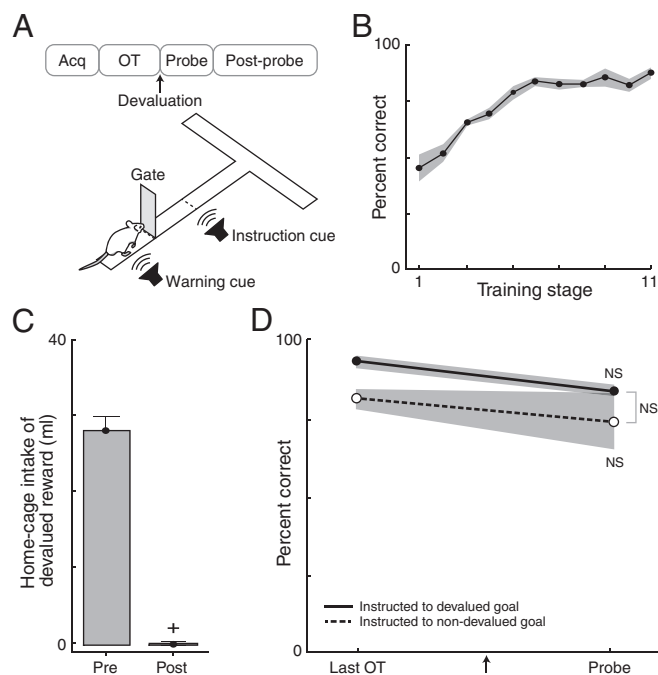 A
Acq
OT
Probe
Post-probe
Devaluation
Gate
Instruction cue
Warning cue
B
100
Percent correct
0
1
Training stage
11
C
40
Home-cage intake of
devalued reward (ml)
0
+
Pre
Post
D
100
Percent correct
0
NS
NS
NS
Instructed to devalued goal
Instructed to non-devalued goal
Last OT
Probe